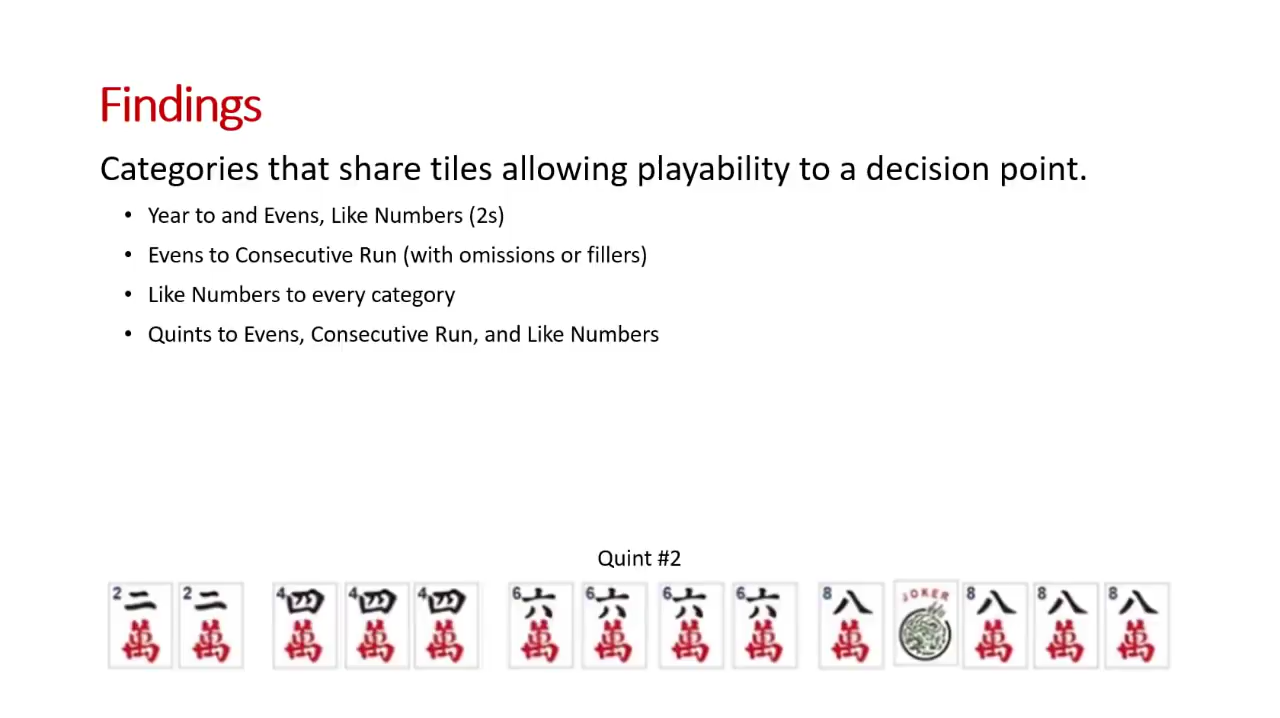 Findings
Categories that share tiles allowing playability to a decision point.
• Year to and Evens, Like Numbers (2s)
• Evens to Consecutive Run (with omissions or fillers)
• Like Numbers to every category
• Quints to Evens, Consecutive Run, and Like Numbers
Quint #2
2 2 4 4 4 6 6 6 6 8 JOKER 8 8 8
二 二 四 四 四 六 六 六 六 八 八 八 八
萬 萬 萬 萬 萬 萬 萬 萬 萬 萬 萬 萬 萬